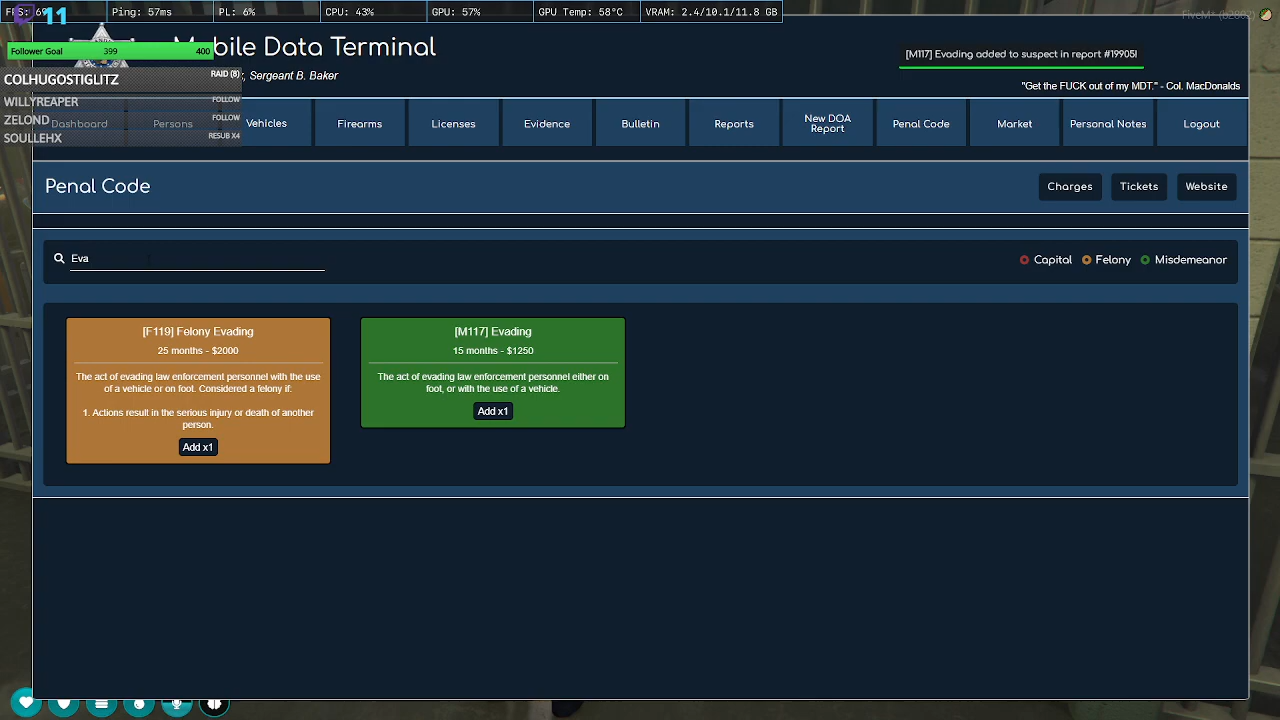 11
Ping: 57ms
PL: 6%
CPU: 43%
GPU: 57%
GPU Temp: 58°C
VRAM: 2.4/10.1/11.8 GB
Follower Goal 399 400
COLHUGOSTIGLITZ RAID (8)
WILLYREAPER FOLLOW
ZELOND FOLLOW
SOULLEHX RESUB X4
Mobile Data Terminal
Sergeant B. Baker
[M117] Evading added to suspect in report #19905!
"Get the FUCK out of my MDT." - Col. MacDonalds
Dashboard
Persons
Vehicles
Firearms
Licenses
Evidence
Bulletin
Reports
New DOA
Report
Penal Code
Market
Personal Notes
Logout
Penal Code
Charges
Tickets
Website
Eva
Capital
Felony
Misdemeanor
[F119] Felony Evading
25 months - $2000
The act of evading law enforcement personnel with the use
of a vehicle or on foot. Considered a felony if:
1. Actions result in the serious injury or death of another
person.
Add x1
[M117] Evading
15 months - $1250
The act of evading law enforcement personnel either on
foot, or with the use of a vehicle.
Add x1